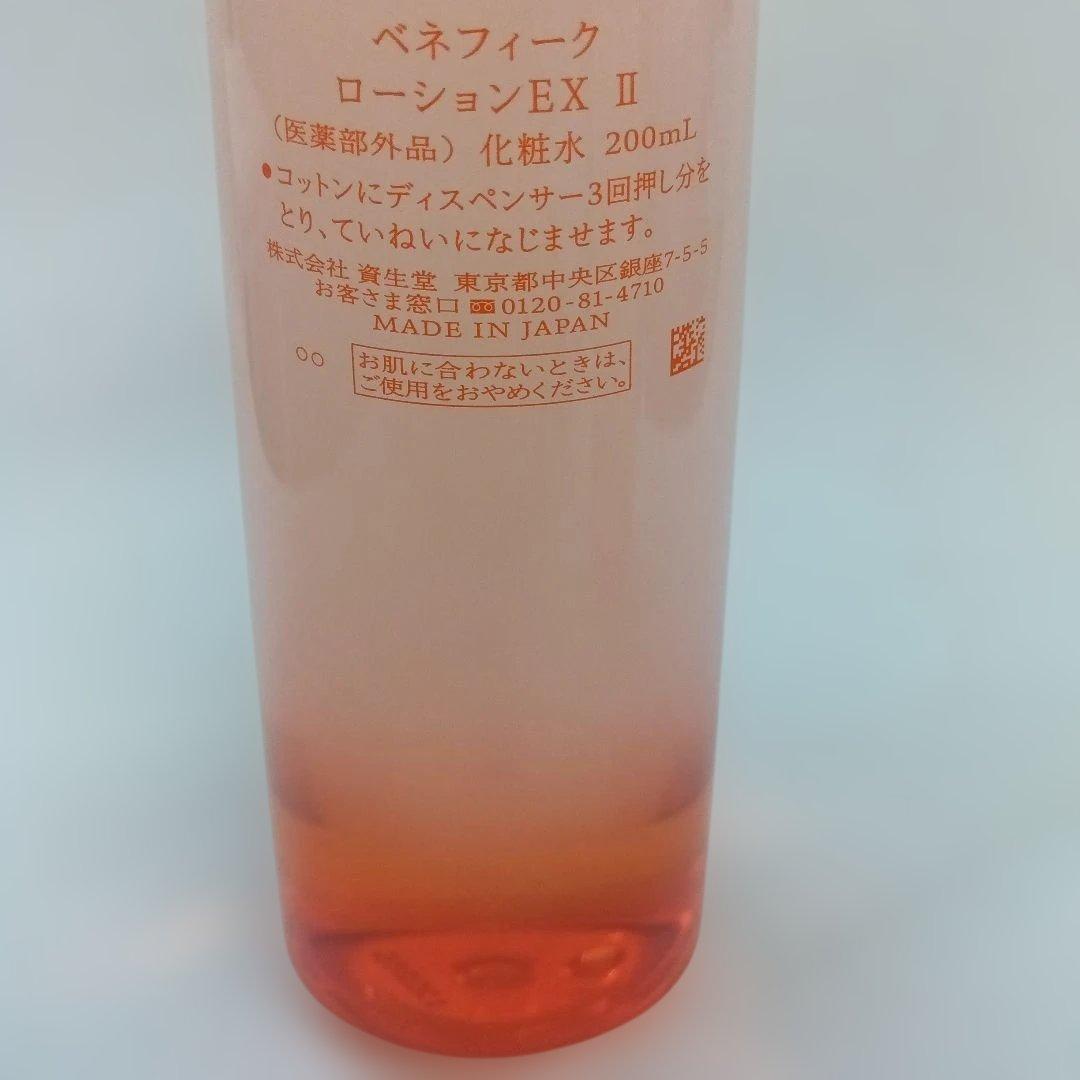 ベネフィーク
ローションEX Ⅱ
（医薬部外品）化粧水 200mL
•コットンにディスペンサー3回押し分を
とり、ていねいになじませます。
株式会社 資生堂 東京都中央区銀座7-5-5
お客さま窓口 0120-81-4710
MADE IN JAPAN
○○
お肌に合わないときは、
ご使用をおやめください。